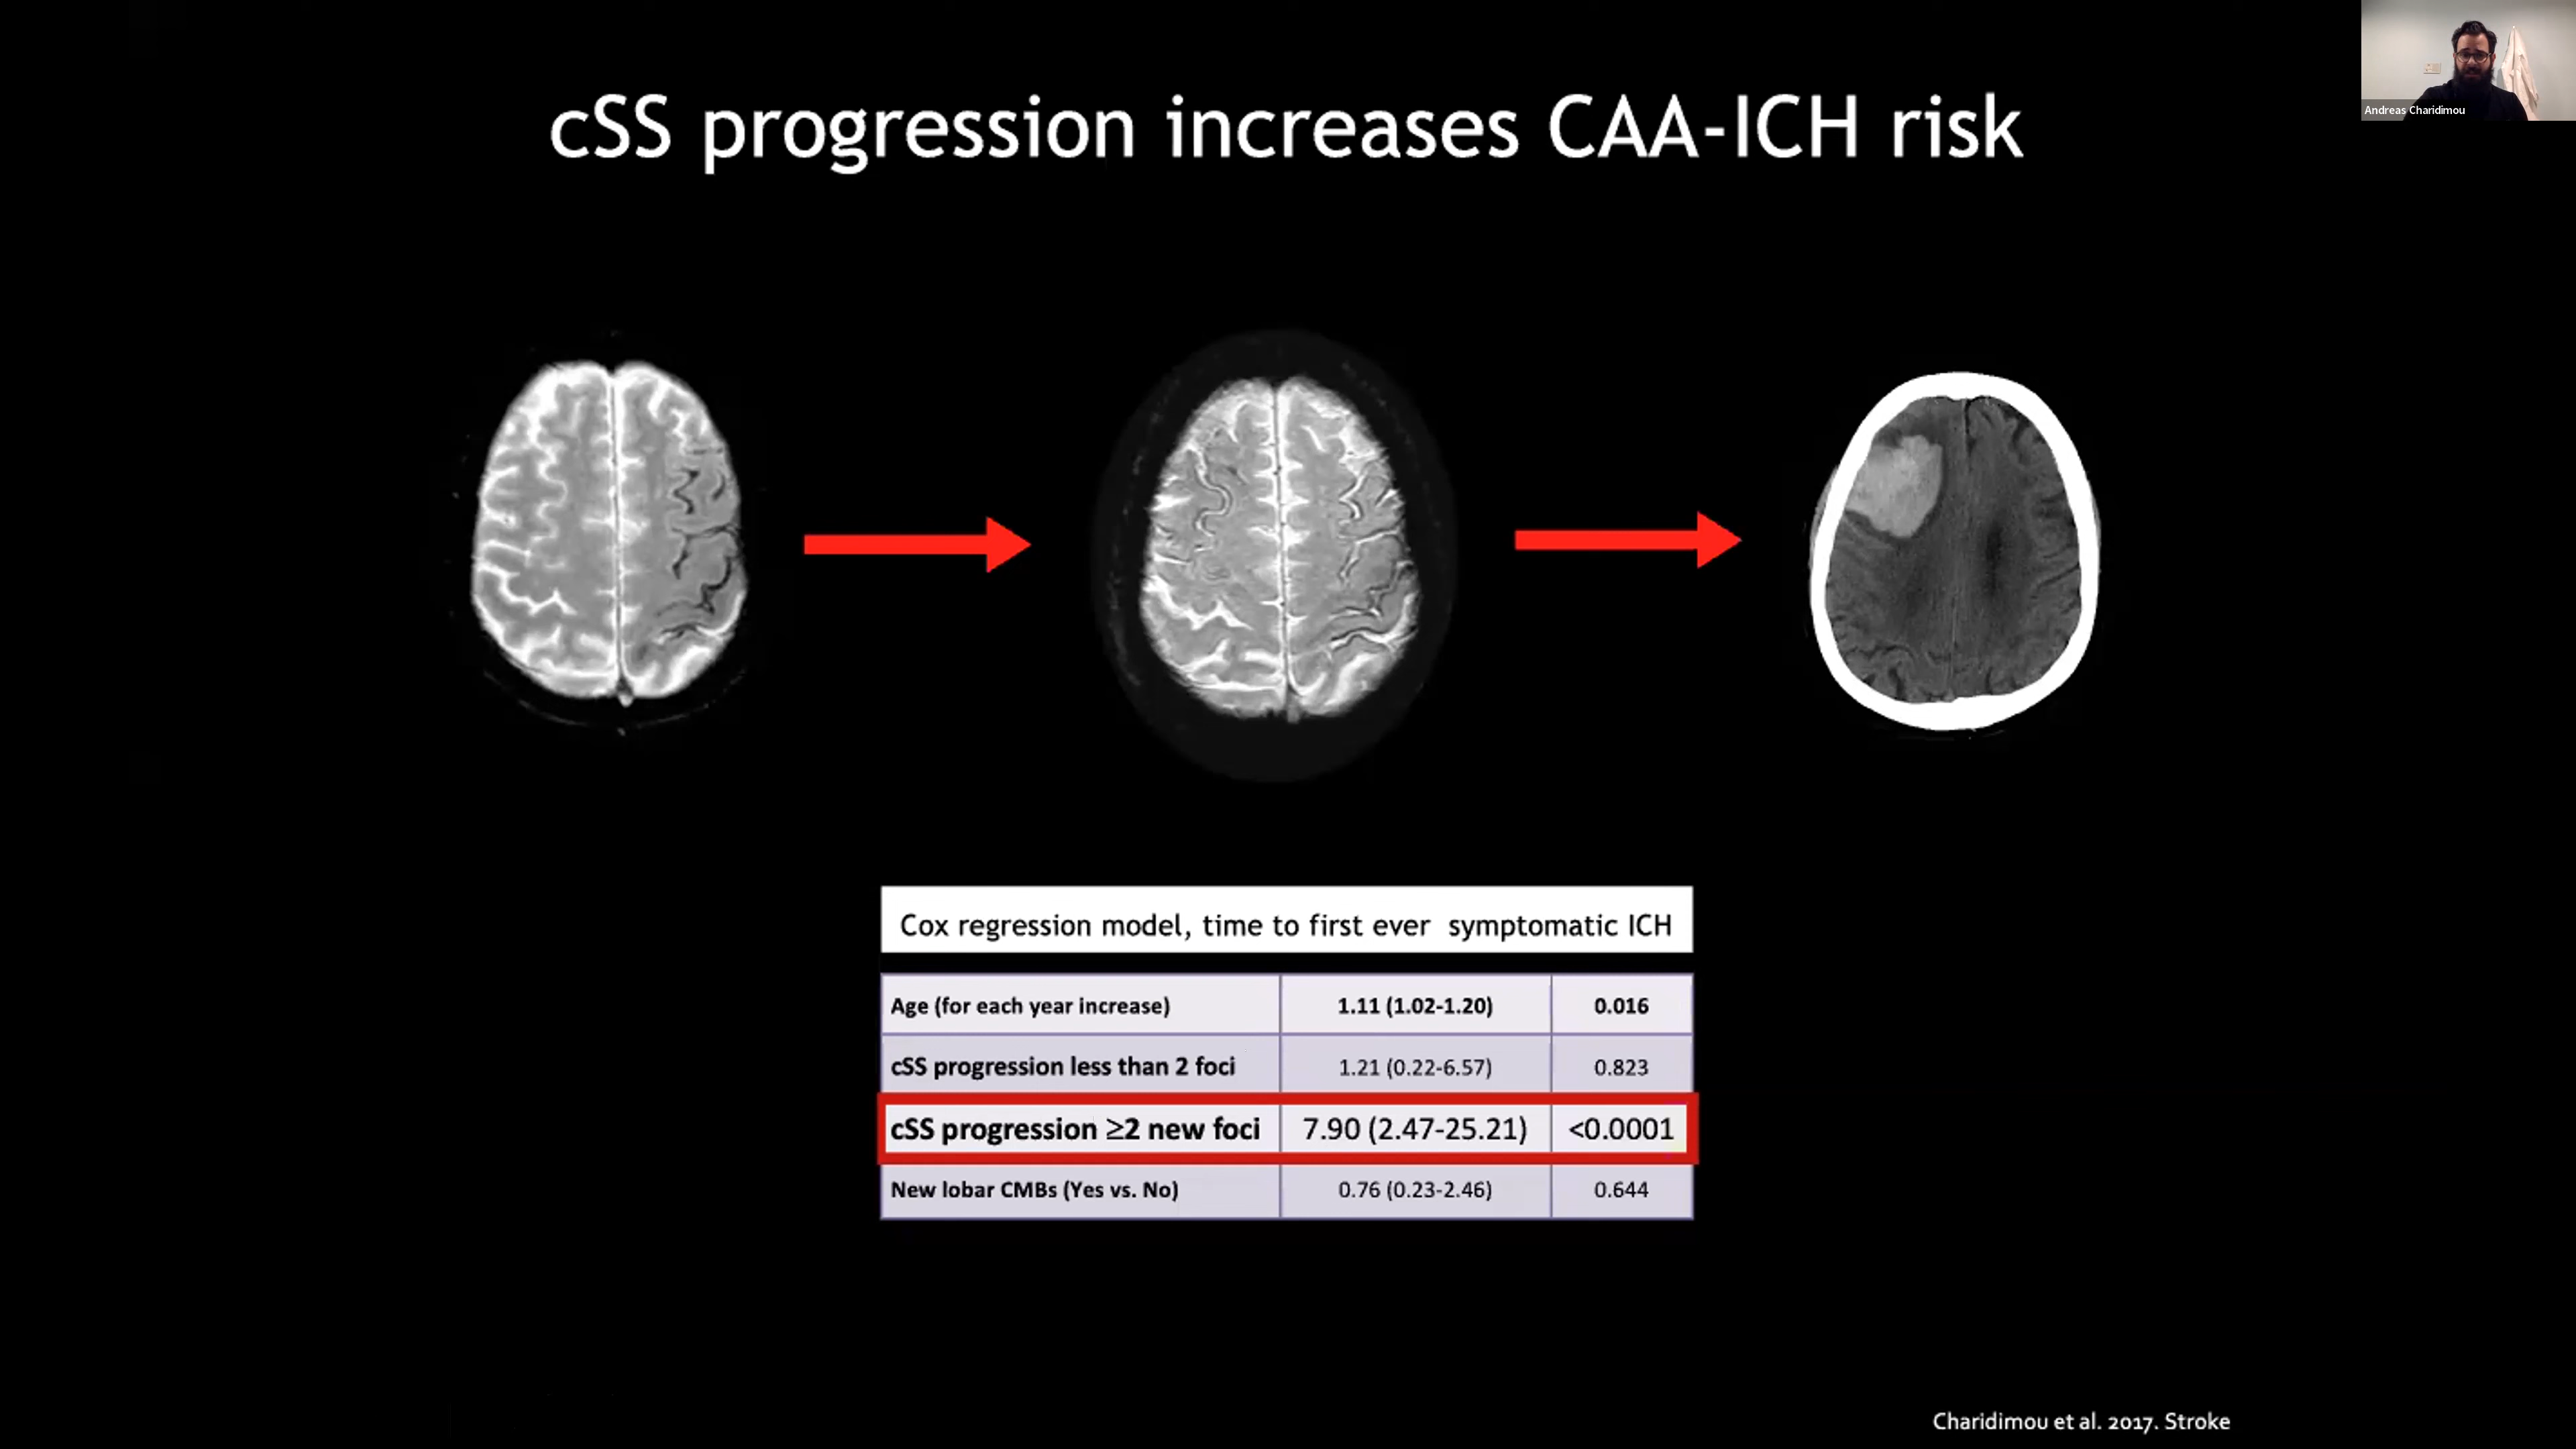 Andreas Charidimou
cSS progression increases CAA-ICH risk
Cox regression model, time to first ever symptomatic ICH
Age (for each year increase) 1.11 (1.02-1.20) 0.016
cSS progression less than 2 foci 1.21 (0.22-6.57) 0.823
cSS progression ≥2 new foci 7.90 (2.47-25.21) <0.0001
New lobar CMBs (Yes vs. No) 0.76 (0.23-2.46) 0.644
Charidimou et al. 2017. Stroke